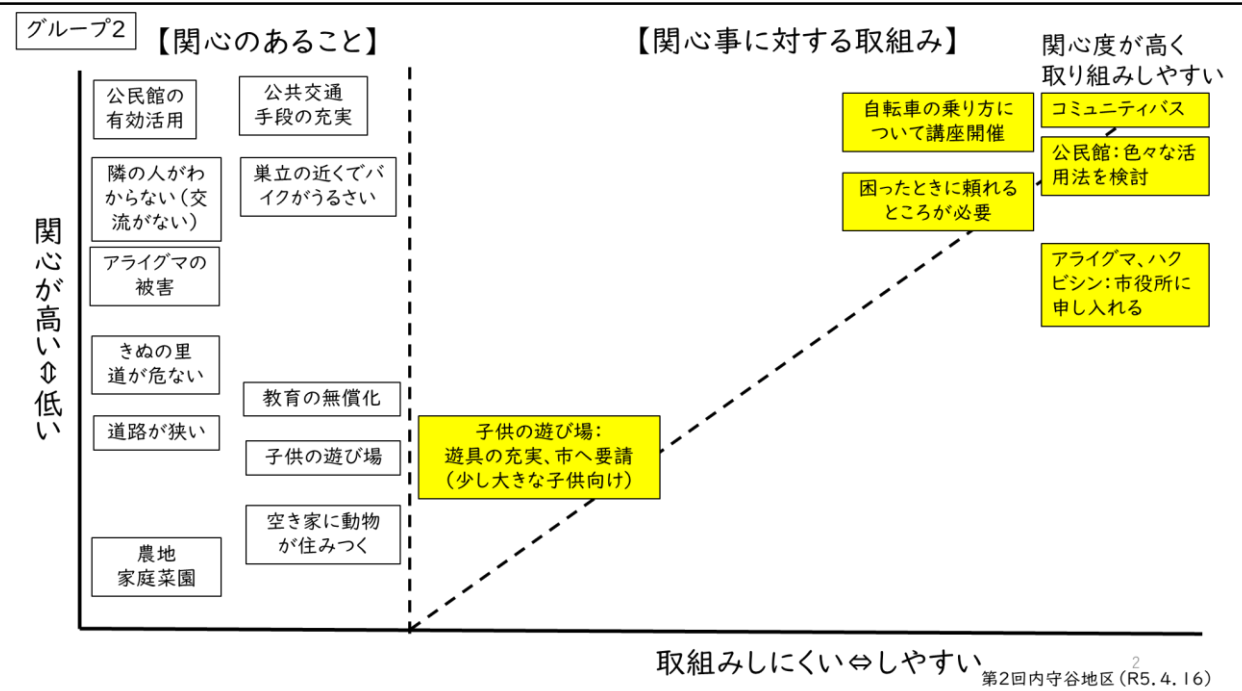 グループ2
【関心のあること】
【関心事に対する取組み】
関心度が高く
取り組みしやすい
関心が高い⇔低い
公民館の
有効活用
公共交通
手段の充実
隣の人がわ
からない(交
流がない)
巣立の近くでバ
イクがうるさい
アライグマの
被害
きぬの里
道が危ない
教育の無償化
道路が狭い
子供の遊び場
空き家に動物
が住みつく
農地
家庭菜園
自転車の乗り方に
ついて講座開催
コミュニティバス
公民館:色々な活
用法を検討
困ったときに頼れる
ところが必要
アライグマ、ハク
ビシン:市役所に
申し入れる
子供の遊び場:
遊具の充実、市へ要請
(少し大きな子供向け)
取組みしにくい⇔しやすい
2
第2回内守谷地区(R5.4.16)